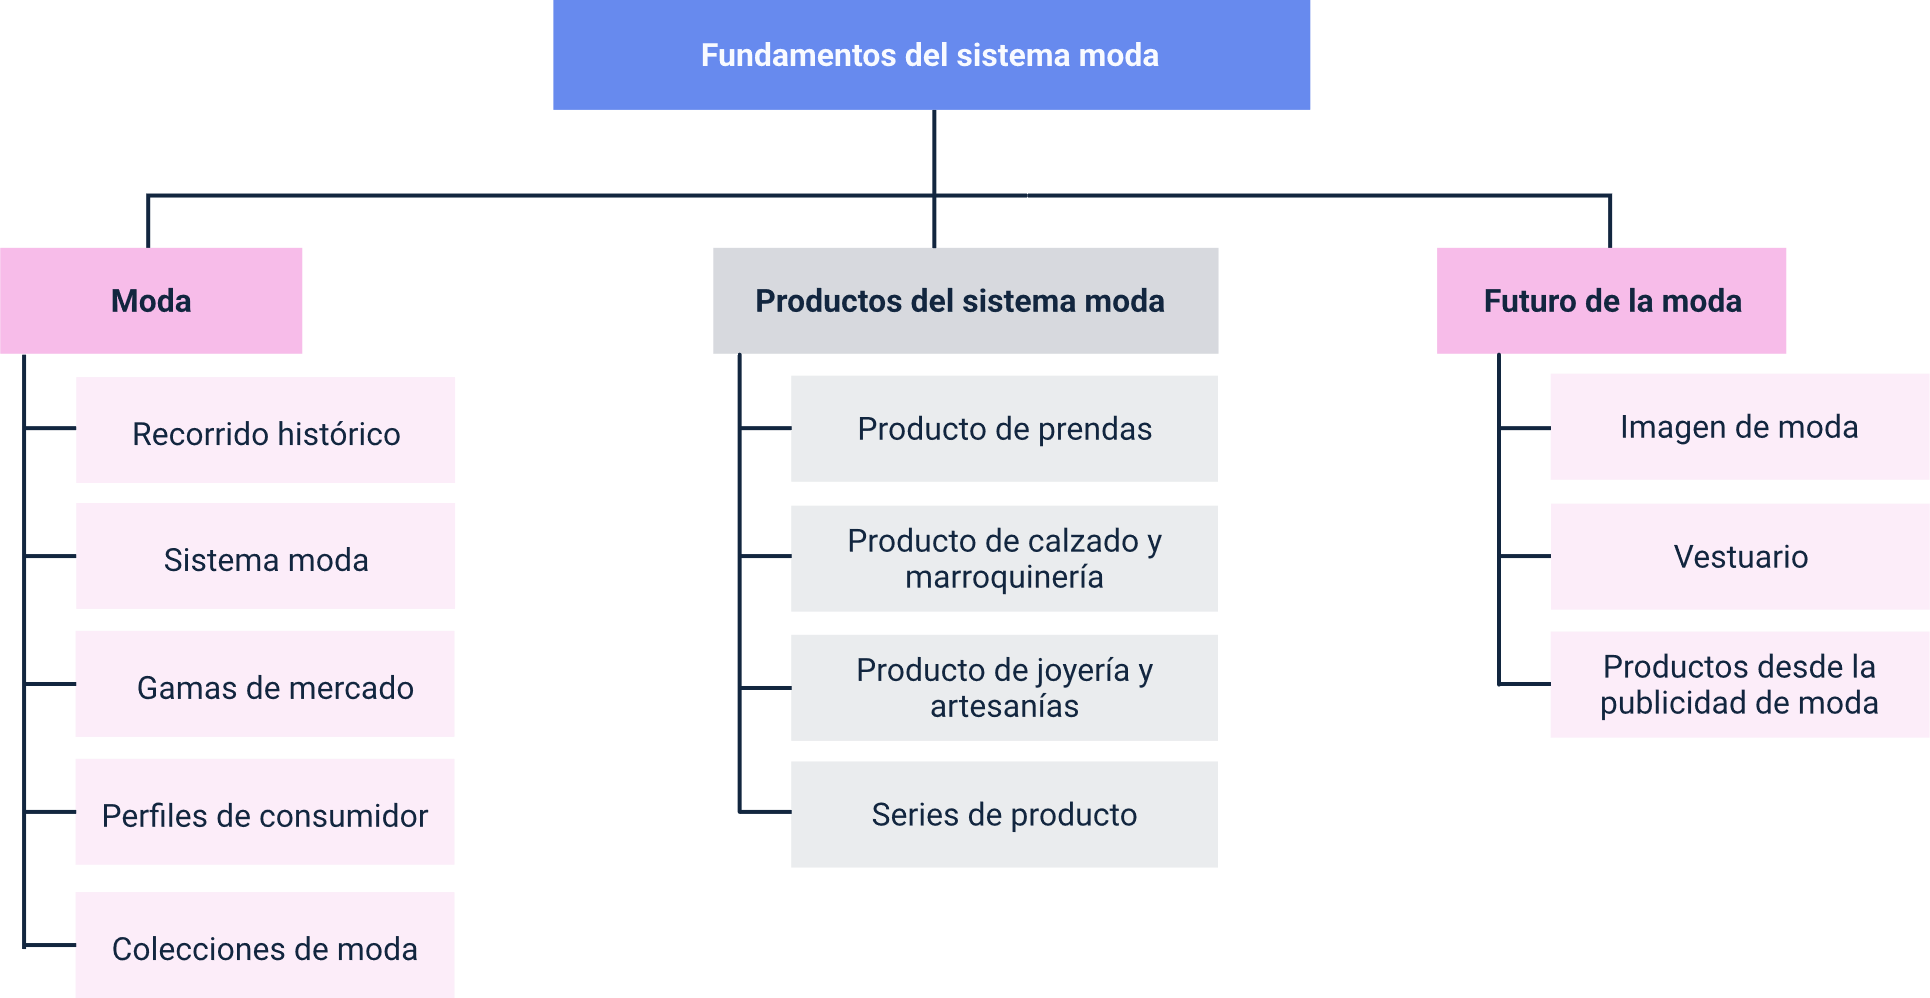 Fundamentos del sistema moda
Moda
Recorrido histórico
Sistema moda
Gamas de mercado
Perfiles de consumidor
Colecciones de moda
Productos del sistema moda
Producto de prendas
Producto de calzado y
marroquinería
Producto de joyería y
artesanías
Series de producto
Futuro de la moda
Imagen de moda
Vestuario
Productos desde la
publicidad de moda